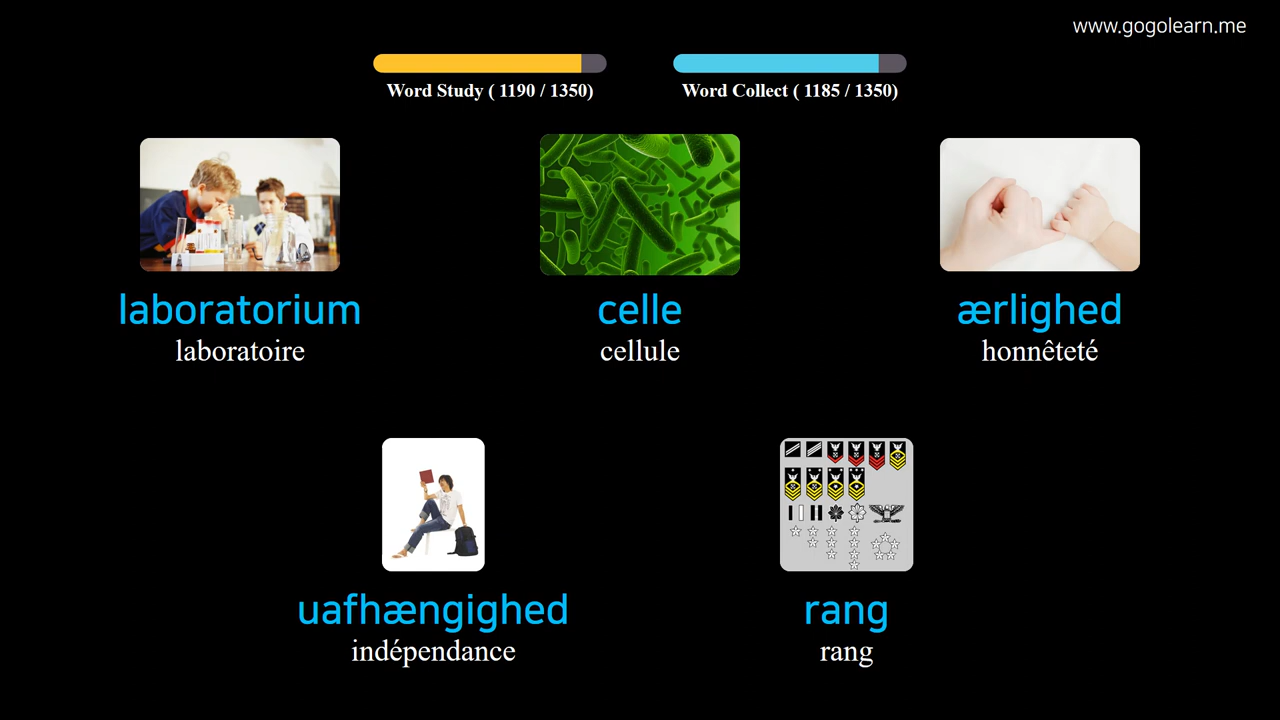 www.gogolearn.me
Word Study ( 1190 / 1350)
Word Collect ( 1185 / 1350)
laboratorium
laboratoire
celle
cellule
ærlighed
honnêteté
uafhængighed
indépendance
rang
rang